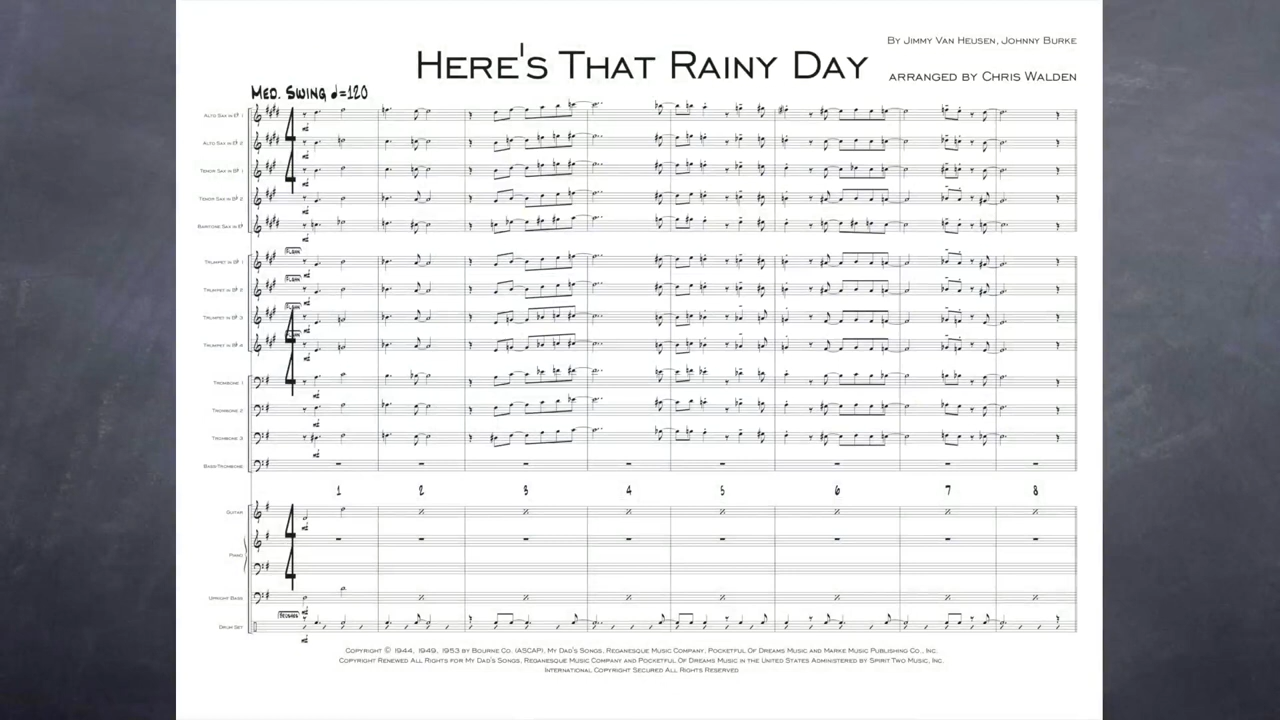 By Jimmy Van Heusen, Johnny Burke
Here's That Rainy Day
arranged by Chris Walden
Med. Swing ♩=120
Alto Sax in E♭ 1
Alto Sax in E♭ 2
Tenor Sax in B♭ 1
Tenor Sax in B♭ 2
Baritone Sax in E♭
Trumpet in B♭ 1
Trumpet in B♭ 2
Trumpet in B♭ 3
Trumpet in B♭ 4
Trombone 1
Trombone 2
Trombone 3
Bass Trombone
1 2 3 4 5 6 7 8
Guitar
Piano
Upright Bass
Brushes
Drum Set
mf
Copyright © 1944, 1949, 1953 by Bourne Co. (ASCAP), My Dad's Songs, Reganesque Music Company, Pocketful Of Dreams Music and Marke Music Publishing Co., Inc.
Copyright Renewed All Rights for My Dad's Songs, Reganesque Music Company and Pocketful Of Dreams Music in the United States Administered by Spirit Two Music, Inc.
International Copyright Secured All Rights Reserved